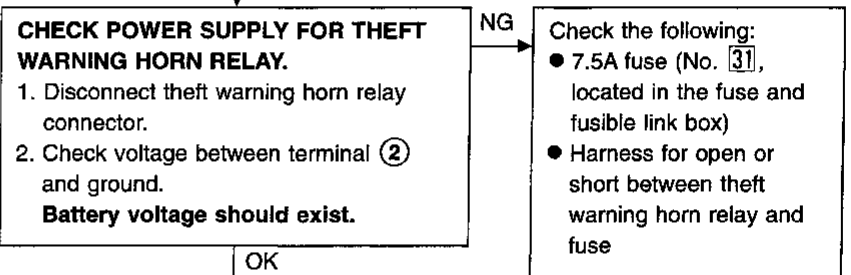 CHECK POWER SUPPLY FOR THEFT
WARNING HORN RELAY.
1. Disconnect theft warning horn relay
connector.
2. Check voltage between terminal ②
and ground.
Battery voltage should exist.
OK
NG
Check the following:
● 7.5A fuse (No. 31,
located in the fuse and
fusible link box)
● Harness for open or
short between theft
warning horn relay and
fuse